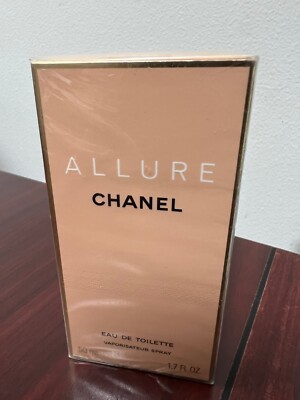 ALLURE
CHANEL
EAU DE TOILETTE
VAPORISATEUR SPRAY
1.7 FL OZ